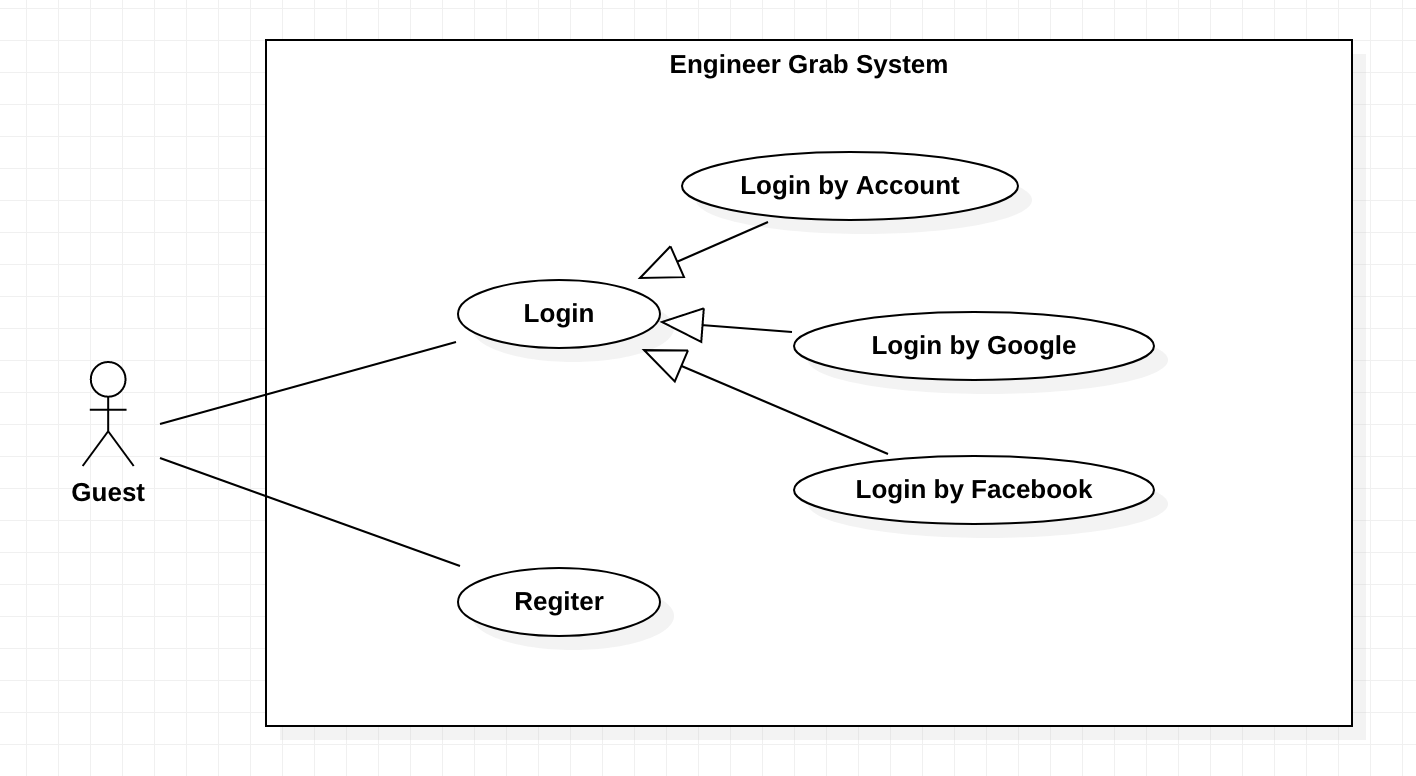 Engineer Grab System
Login by Account
Login
Login by Google
Guest
Login by Facebook
Regiter